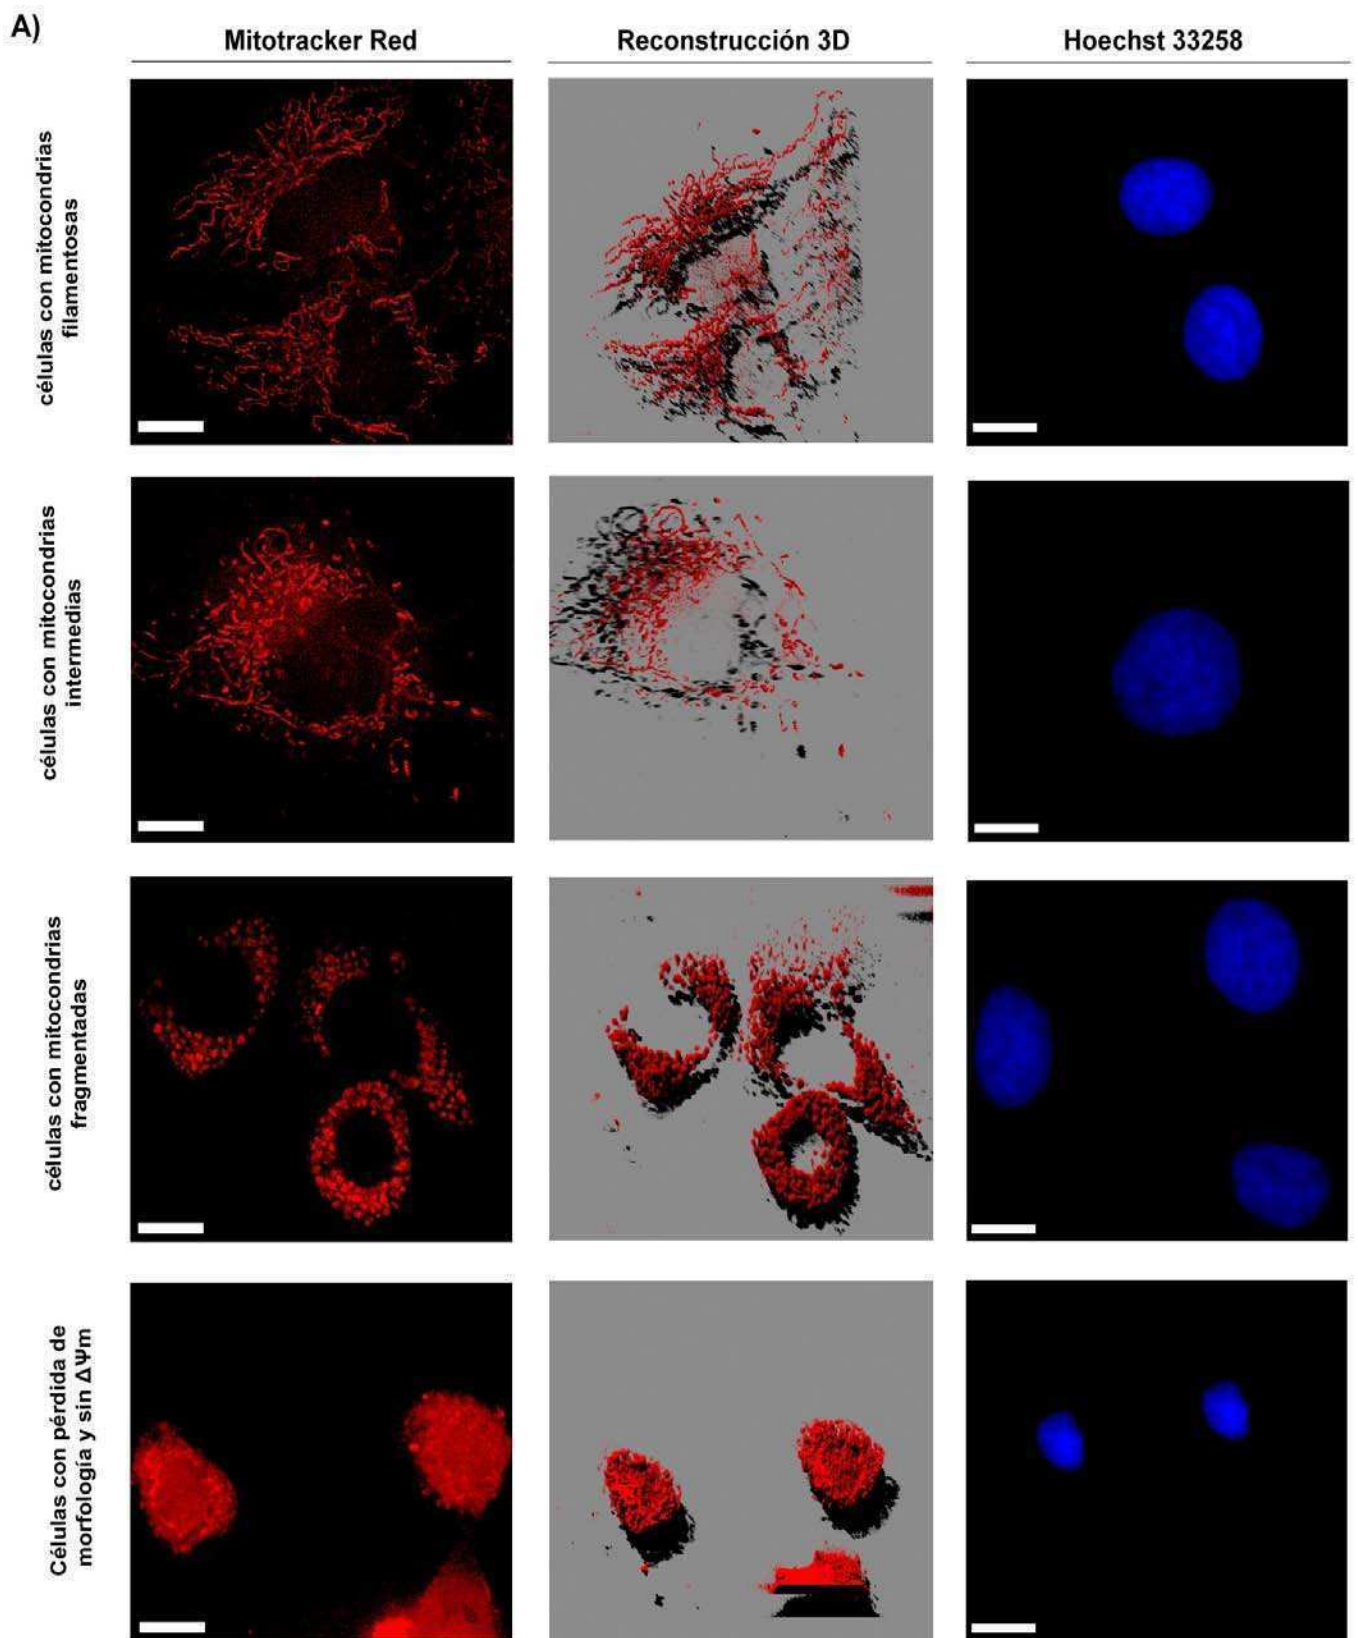 A)
Mitotracker Red
Reconstrucción 3D
Hoechst 33258
células con mitocondrias
filamentosas
células con mitocondrias
intermedias
células con mitocondrias
fragmentadas
Células con pérdida de
morfología y sin ΔΨm